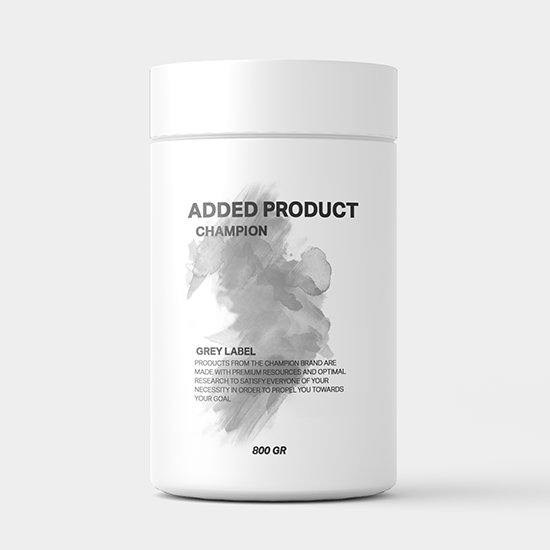 ADDED PRODUCT
CHAMPION
GREY LABEL
PRODUCTS FROM THE CHAMPION BRAND ARE
MADE WITH PREMIUM RESOURCES AND OPTIMAL
RESEARCH TO SATISFY EVERYONE OF YOUR
NECESSITY IN ORDER TO PROPEL YOU TOWARDS
YOUR GOAL
800 GR